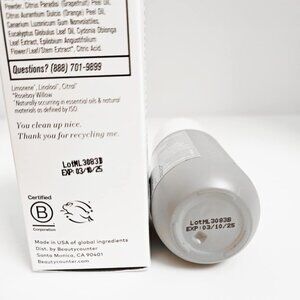 Powder, Citrus Paradisi (Grapefruit) Peel Oil,
Citrus Aurantium Dulcis (Orange) Peel Oil,
Canarium Luzonicum Gum Nonvolatiles,
Eucalyptus Globulus Leaf Oil, Cydonia Oblonga
Leaf Extract, Epilobium Angustifolium
Flower/Leaf/Stem Extract*, Citric Acid.
Questions? (888) 701-9899
Limonene^, Linalool^, Citral^
*Rosebay Willow
^Naturally occurring in essential oils & natural
materials as defined by ISO
You clean up nice.
Thank you for recycling me.
LotML3083B
EXP:03/10/25
Certified
B
Corporation
Made in USA of global ingredients
Dist. by Beautycounter
Santa Monica, CA 90401
LotML3083B
EXP:03/10/25